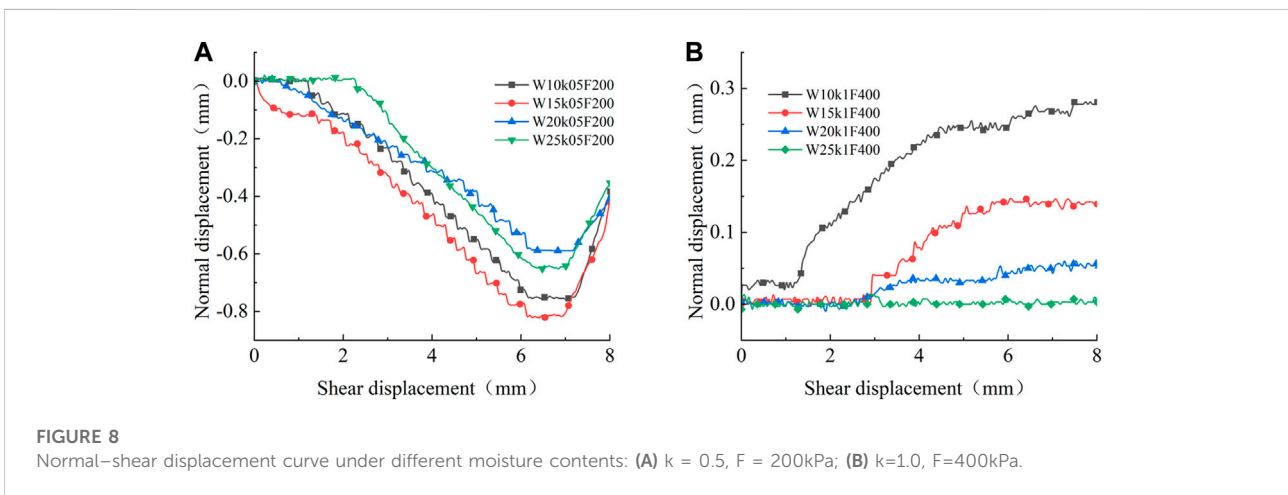 A
0.0
-0.2
-0.4
-0.6
-0.8
0
2
4
6
8
Normal displacement（mm）
Shear displacement（mm）
W10k05F200
W15k05F200
W20k05F200
W25k05F200
B
0.3
0.2
0.1
0.0
0
2
4
6
8
Normal displacement（mm）
Shear displacement（mm）
W10k1F400
W15k1F400
W20k1F400
W25k1F400
FIGURE 8
Normal–shear displacement curve under different moisture contents: (A) k = 0.5, F = 200kPa; (B) k=1.0, F=400kPa.